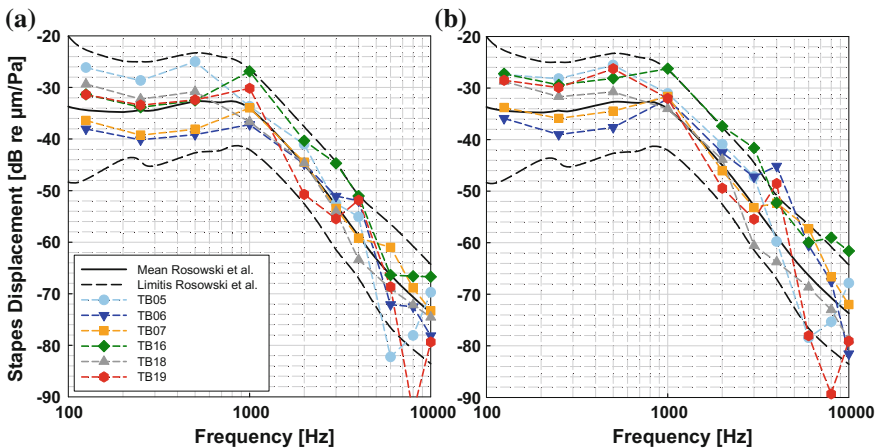 (a)
(b)
Stapes Displacement [dB re µm/Pa]
-20
-30
-40
-50
-60
-70
-80
-90
Mean Rosowski et al.
Limitis Rosowski et al.
TB05
TB06
TB07
TB16
TB18
TB19
100
1000
10000
Frequency [Hz]
-20
-30
-40
-50
-60
-70
-80
-90
100
1000
10000
Frequency [Hz]